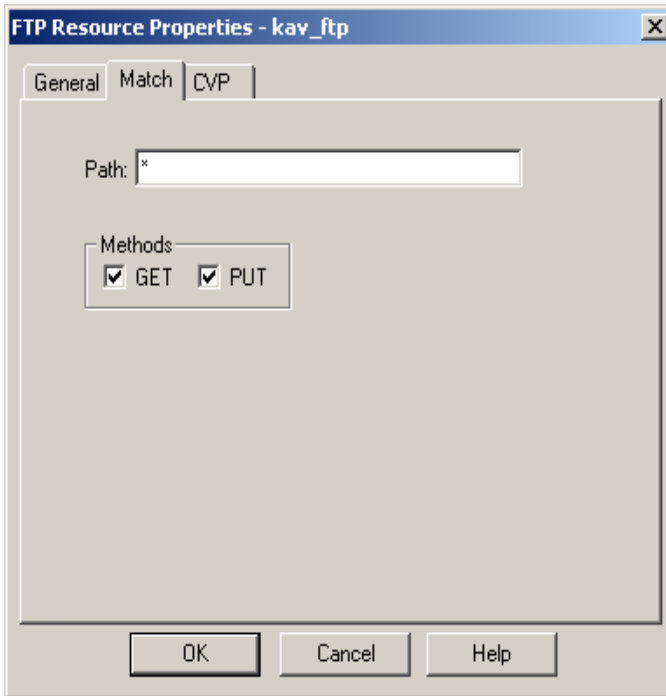 FTP Resource Properties - kav_ftp
General Match CVP
Path: *
Methods
GET PUT
OK Cancel Help